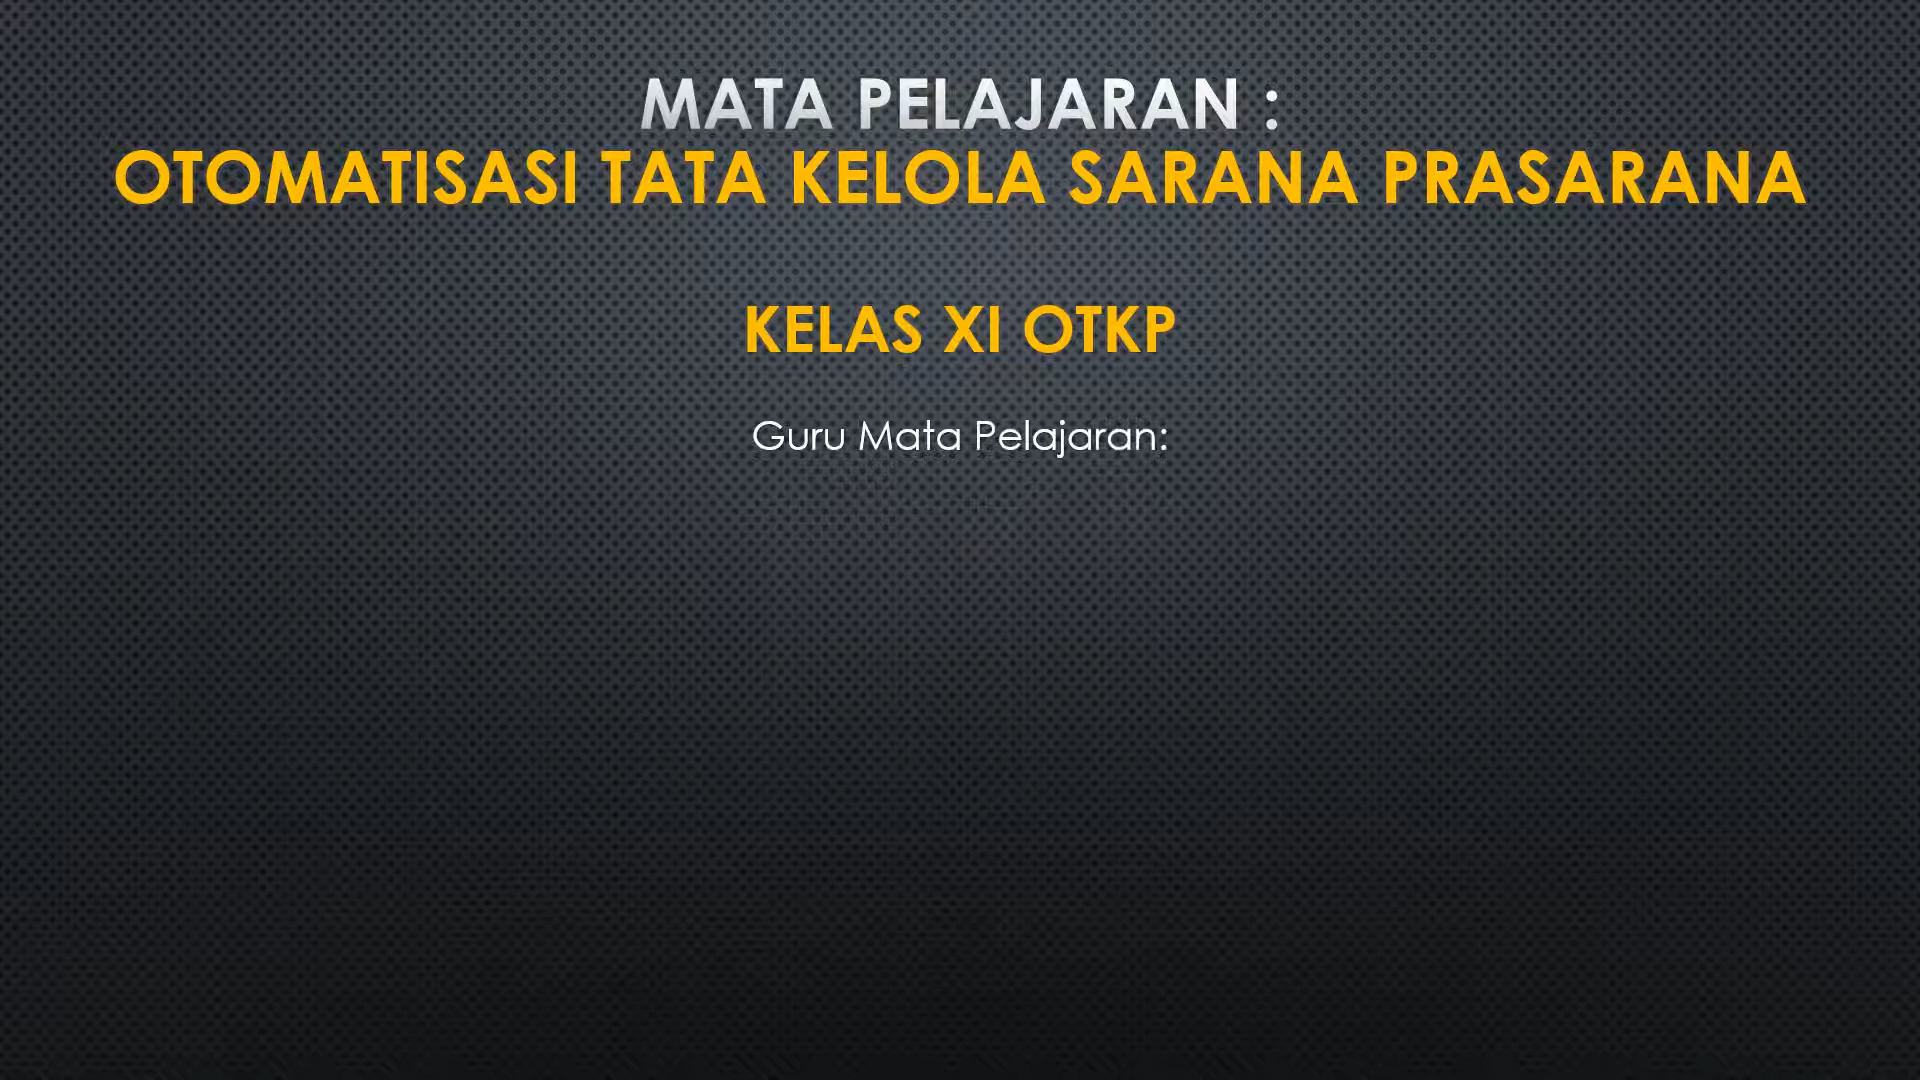 MATA PELAJARAN :
OTOMATISASI TATA KELOLA SARANA PRASARANA
KELAS XI OTKP
Guru Mata Pelajaran: